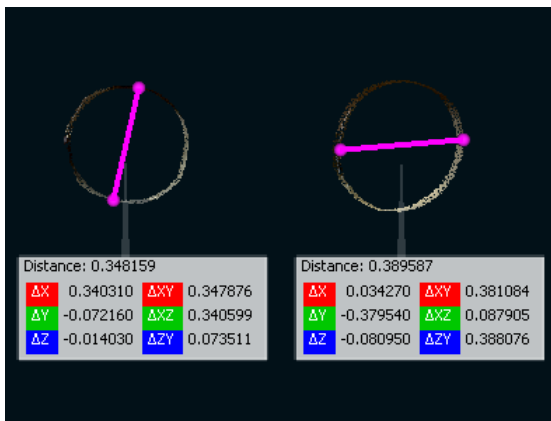 Distance: 0.348159
ΔX 0.340310 ΔXY 0.347876
ΔY -0.072160 ΔXZ 0.340599
ΔZ -0.014030 ΔZY 0.073511
Distance: 0.389587
ΔX 0.034270 ΔXY 0.381084
ΔY -0.379540 ΔXZ 0.087905
ΔZ -0.080950 ΔZY 0.388076